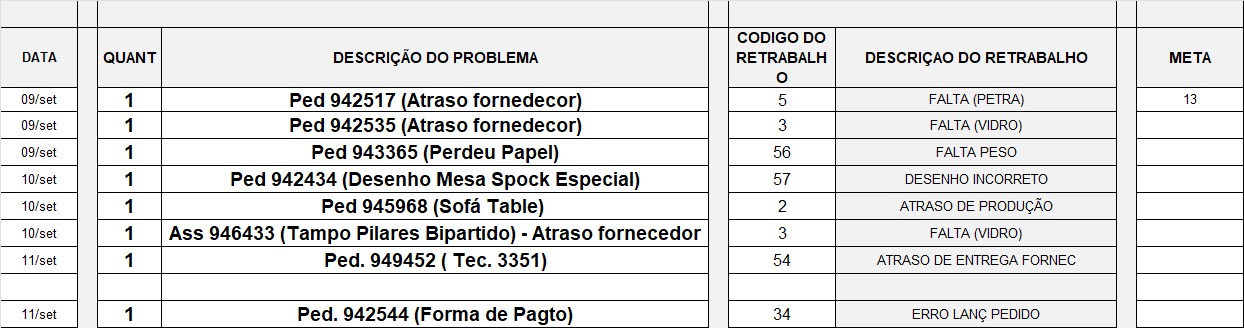 DATA QUANT DESCRIÇÃO DO PROBLEMA CODIGO DO RETRABALHO DESCRIÇAO DO RETRABALHO META
09/set 1 Ped 942517 (Atraso fornedecor) 5 FALTA (PETRA) 13
09/set 1 Ped 942535 (Atraso fornedecor) 3 FALTA (VIDRO)
09/set 1 Ped 943365 (Perdeu Papel) 56 FALTA PESO
10/set 1 Ped 942434 (Desenho Mesa Spock Especial) 57 DESENHO INCORRETO
10/set 1 Ped 945968 (Sofá Table) 2 ATRASO DE PRODUÇÃO
10/set 1 Ass 946433 (Tampo Pilares Bipartido) - Atraso fornecedor 3 FALTA (VIDRO)
11/set 1 Ped. 949452 ( Tec. 3351) 54 ATRASO DE ENTREGA FORNEC
11/set 1 Ped. 942544 (Forma de Pagto) 34 ERRO LANÇ PEDIDO